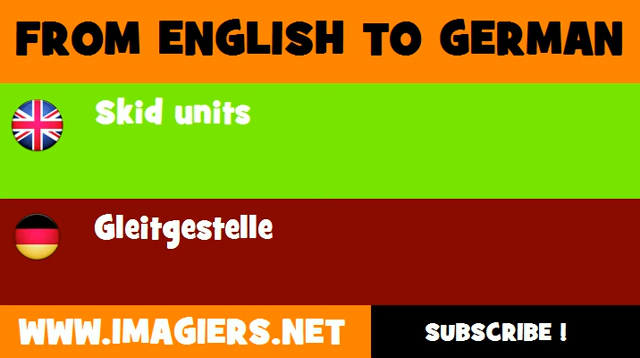 FROM ENGLISH TO GERMAN
Skid units
Gleitgestelle
WWW.IMAGIERS.NET
SUBSCRIBE !